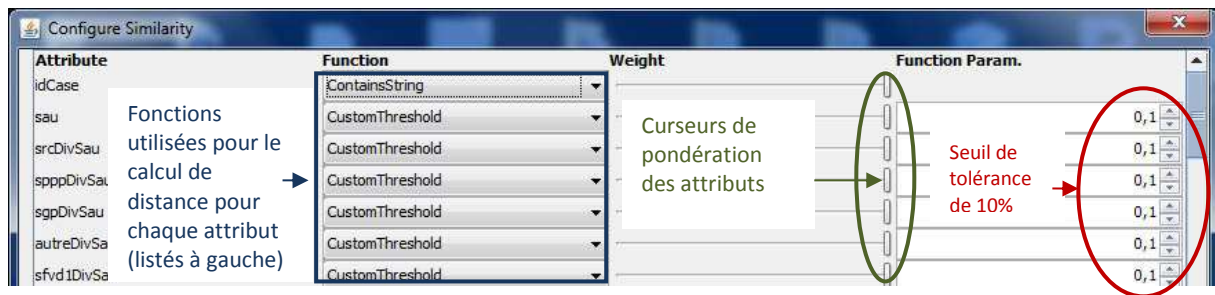 Configure Similarity
Attribute Function Weight Function Param.
idCase ContainsString
sau CustomThreshold 0,1
srcDivSau CustomThreshold 0,1
spppDivSau CustomThreshold 0,1
sgpDivSau CustomThreshold 0,1
autreDivSa CustomThreshold 0,1
sfvd1DivSa CustomThreshold 0,1
Fonctions
utilisées pour le
calcul de
distance pour
chaque attribut
(listés à gauche)
Curseurs de
pondération
des attributs
Seuil de
tolérance
de 10%